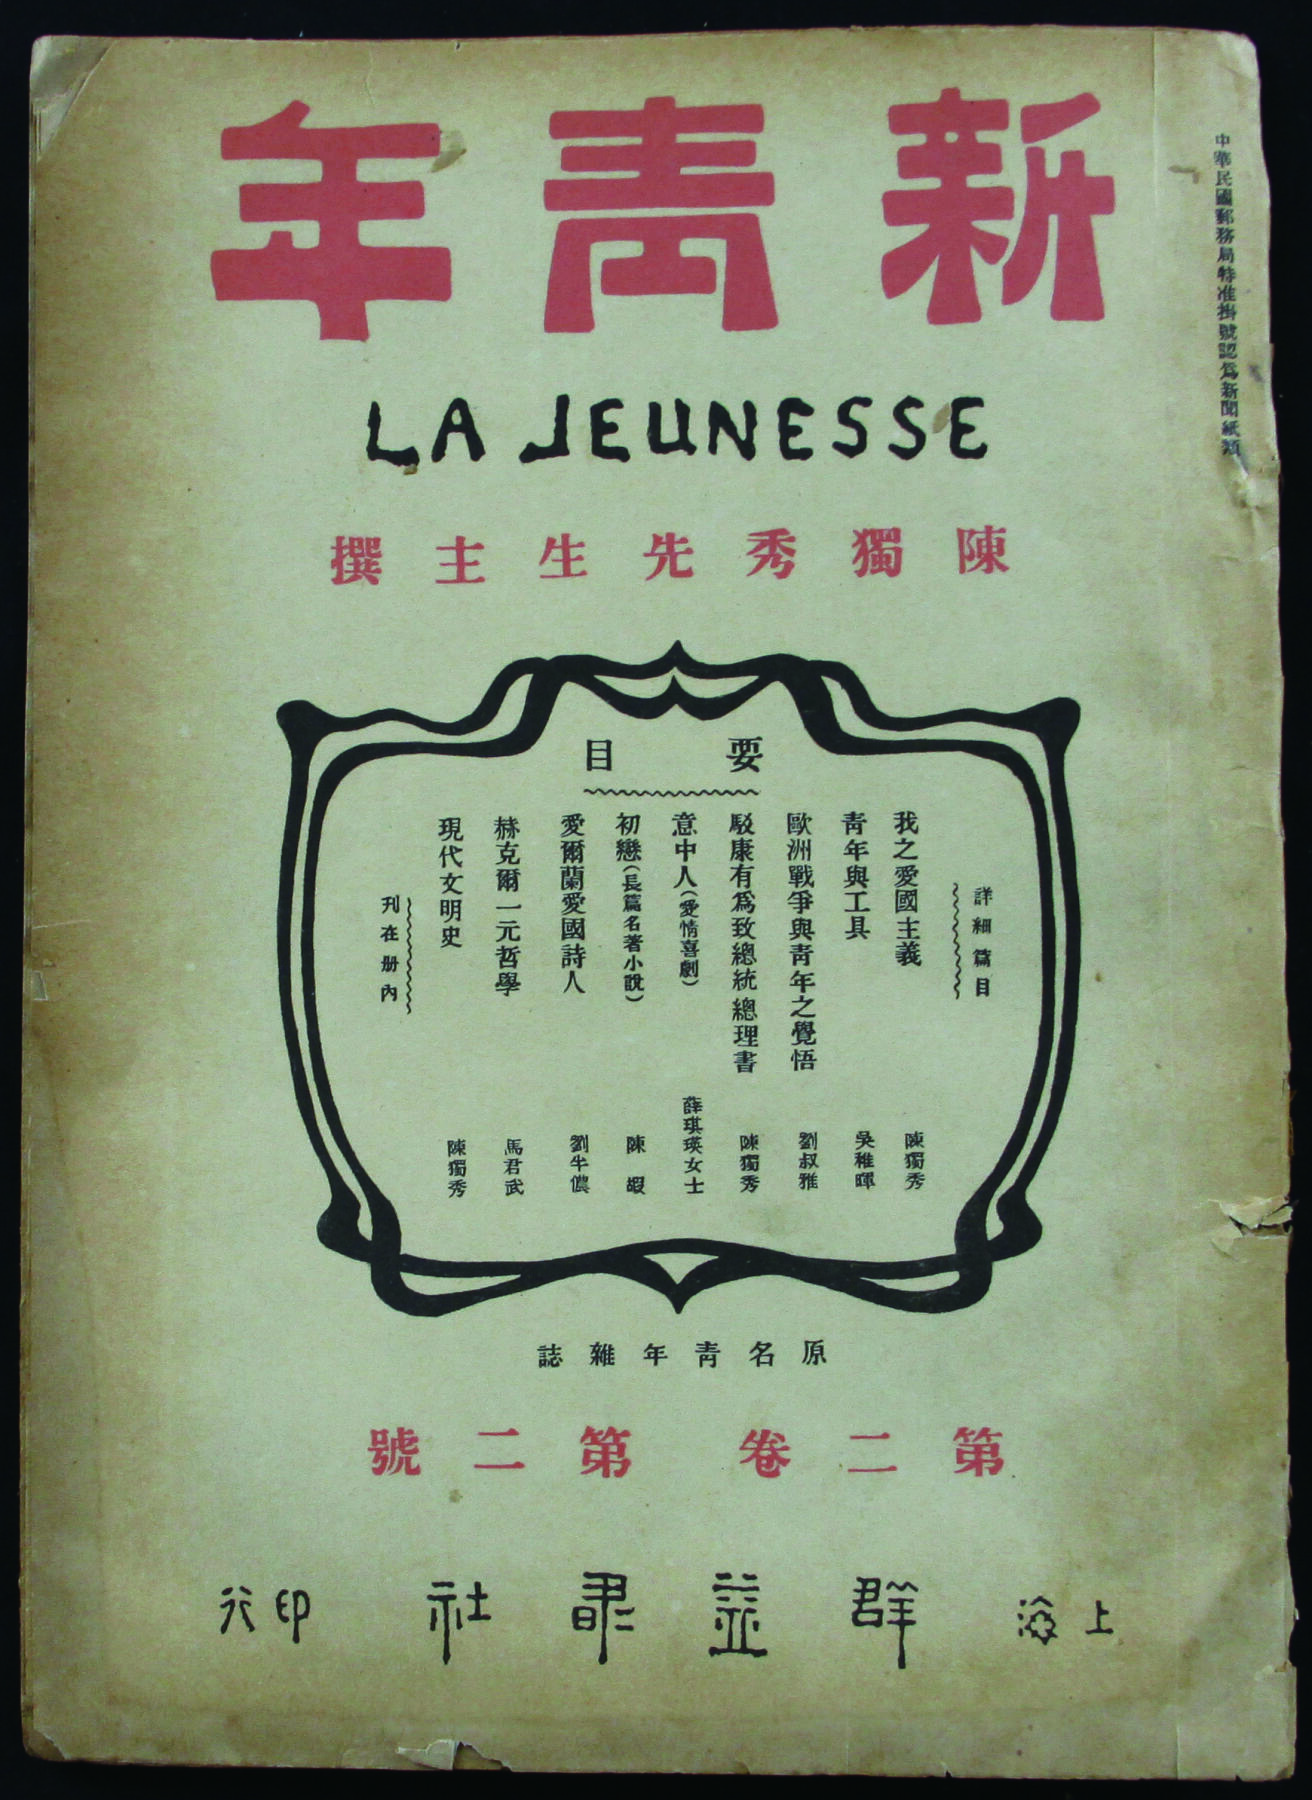 中華民國郵務局特准掛號認爲新聞紙類
新青年
LA JEUNESSE
陳獨秀先生主撰
要目
詳細篇目
我之愛國主義 陳獨秀
青年與工具 吳稚暉
歐洲戰爭與青年之覺悟 劉叔雅
駁康有爲致總統總理書 陳獨秀
意中人(愛情喜劇) 薛琪瑛女士
初戀(長篇名著小說) 陳嘏
愛爾蘭愛國詩人 劉半儂
赫克爾一元哲學 馬君武
現代文明史 陳獨秀
刊在册內
原名青年雜誌
第二卷 第二號
上海 群益書社 印行